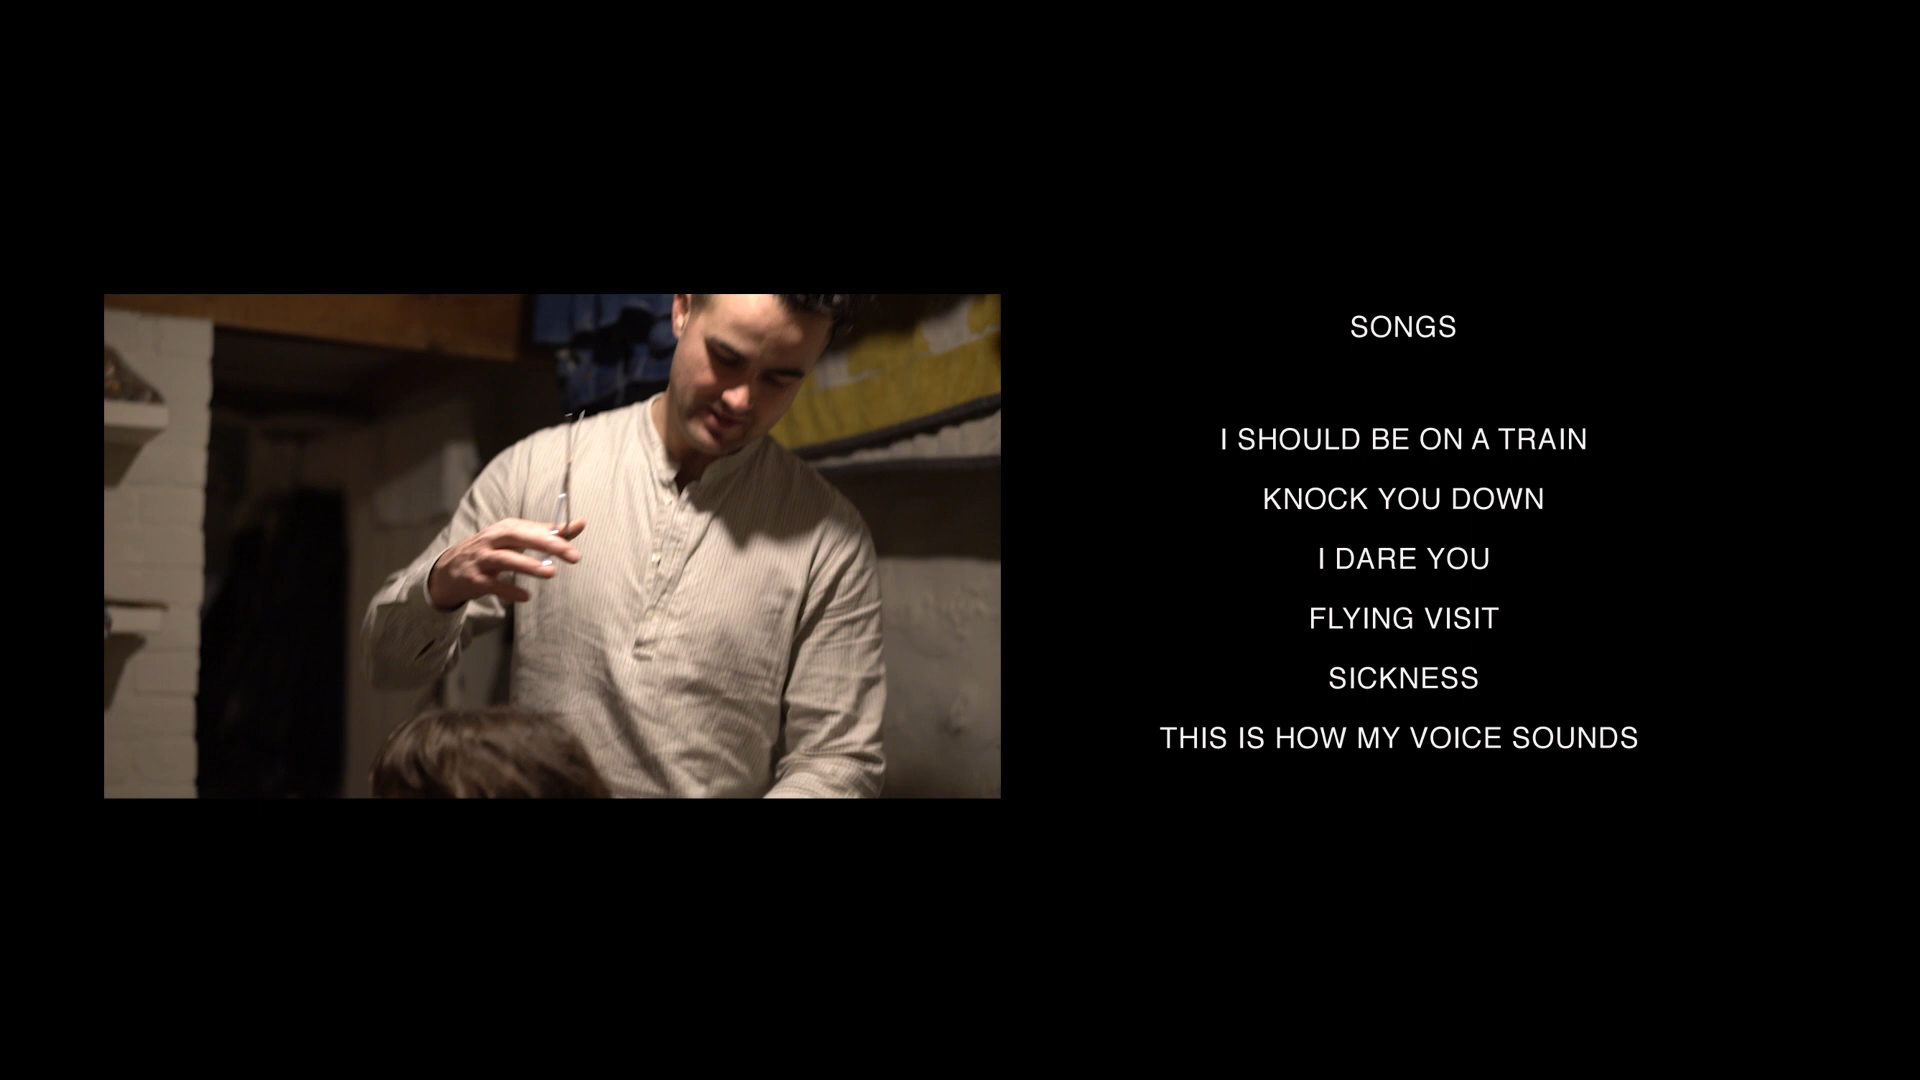 SONGS
I SHOULD BE ON A TRAIN
KNOCK YOU DOWN
I DARE YOU
FLYING VISIT
SICKNESS
THIS IS HOW MY VOICE SOUNDS